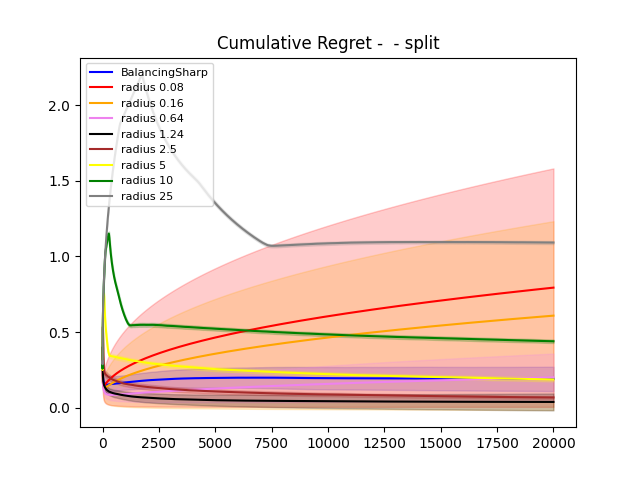 Cumulative Regret -  - split
BalancingSharp
radius 0.08
radius 0.16
radius 0.64
radius 1.24
radius 2.5
radius 5
radius 10
radius 25
2.0
1.5
1.0
0.5
0.0
0 2500 5000 7500 10000 12500 15000 17500 20000